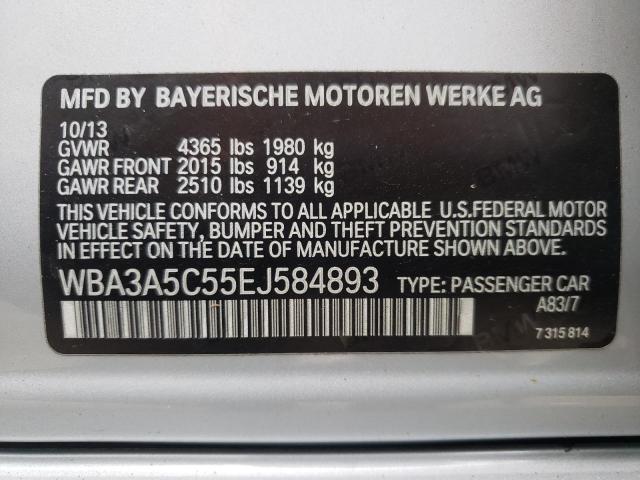 MFD BY BAYERISCHE MOTOREN WERKE AG
10/13
GVWR 4365 lbs 1980 kg
GAWR FRONT 2015 lbs 914 kg
GAWR REAR 2510 lbs 1139 kg
THIS VEHICLE CONFORMS TO ALL APPLICABLE U.S.FEDERAL MOTOR
VEHICLE SAFETY, BUMPER AND THEFT PREVENTION STANDARDS
IN EFFECT ON THE DATE OF MANUFACTURE SHOWN ABOVE.
WBA3A5C55EJ584893 TYPE: PASSENGER CAR
A83/7
7 315 814